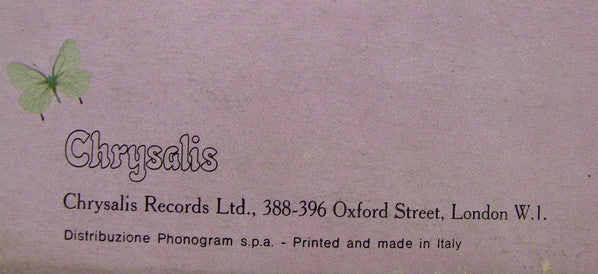 Chrysalis
Chrysalis Records Ltd., 388-396 Oxford Street, London W.1.
Distribuzione Phonogram s.p.a. - Printed and made in Italy